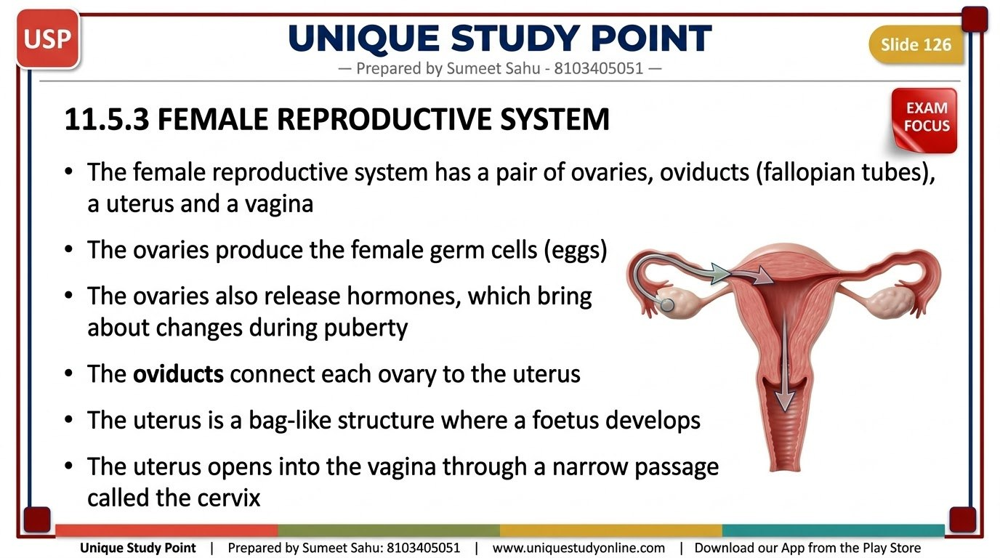 USP
UNIQUE STUDY POINT
Slide 126
— Prepared by Sumeet Sahu - 8103405051 —
EXAM
FOCUS
11.5.3 FEMALE REPRODUCTIVE SYSTEM
• The female reproductive system has a pair of ovaries, oviducts (fallopian tubes),
a uterus and a vagina
• The ovaries produce the female germ cells (eggs)
• The ovaries also release hormones, which bring
about changes during puberty
• The oviducts connect each ovary to the uterus
• The uterus is a bag-like structure where a foetus develops
• The uterus opens into the vagina through a narrow passage
called the cervix
Unique Study Point | Prepared by Sumeet Sahu: 8103405051 | www.uniquestudyonline.com | Download our App from the Play Store